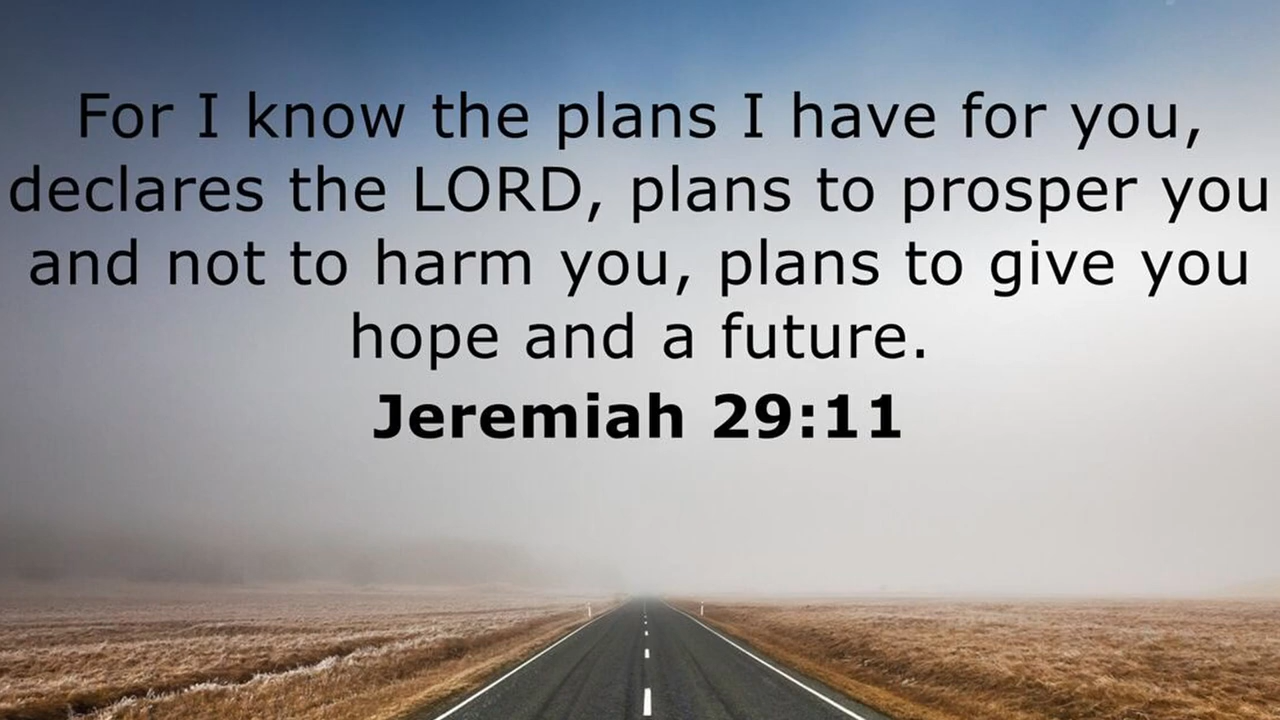 For I know the plans I have for you,
declares the LORD, plans to prosper you
and not to harm you, plans to give you
hope and a future.
Jeremiah 29:11